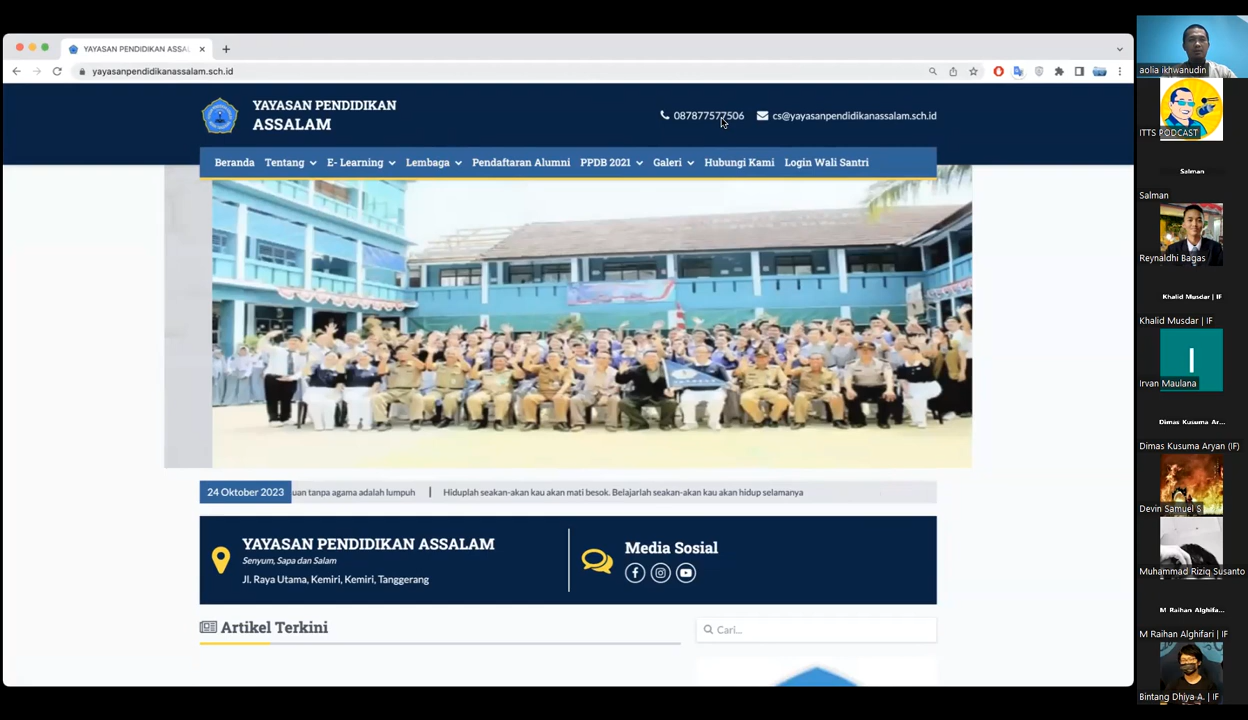 YAYASAN PENDIDIKAN ASSAL
yayasanpendidikanassalam.sch.id
YAYASAN PENDIDIKAN
ASSALAM
087877577506
cs@yayasanpendidikanassalam.sch.id
Beranda Tentang E- Learning Lembaga Pendaftaran Alumni PPDB 2021 Galeri Hubungi Kami Login Wali Santri
24 Oktober 2023 uan tanpa agama adalah lumpuh | Hiduplah seakan-akan kau akan mati besok. Belajarlah seakan-akan kau akan hidup selamanya
YAYASAN PENDIDIKAN ASSALAM
Senyum, Sapa dan Salam
Jl. Raya Utama, Kemiri, Kemiri, Tanggerang
Media Sosial
Artikel Terkini
Cari...
aolia ikhwanudin
ITTS PODCAST
Salman
Salman
Reynaldhi Bagas
Khalid Musdar | IF
Khalid Musdar | IF
I
Irvan Maulana
Dimas Kusuma Ar...
Dimas Kusuma Aryan (IF)
Devin Samuel S
Muhammad Riziq Susanto
M Raihan Alghifa...
M Raihan Alghifari | IF
Bintang Dhiya A. | IF